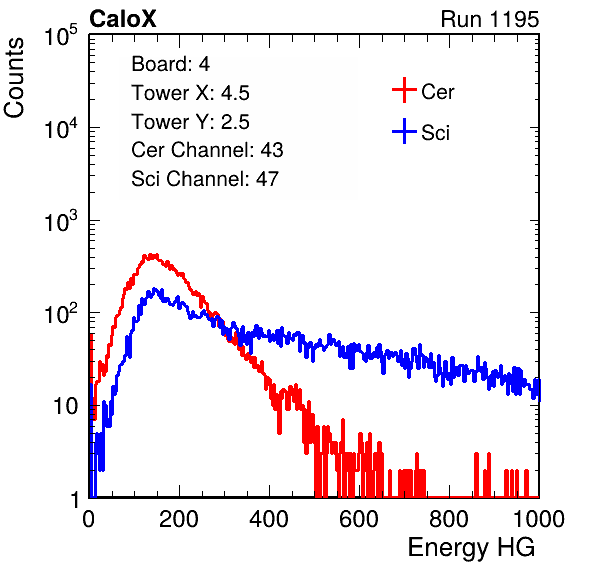 CaloX Run 1195
Counts
Board: 4
Tower X: 4.5
Tower Y: 2.5
Cer Channel: 43
Sci Channel: 47
Cer
Sci
10^5
10^4
10^3
10^2
10
1
0 200 400 600 800 1000
Energy HG